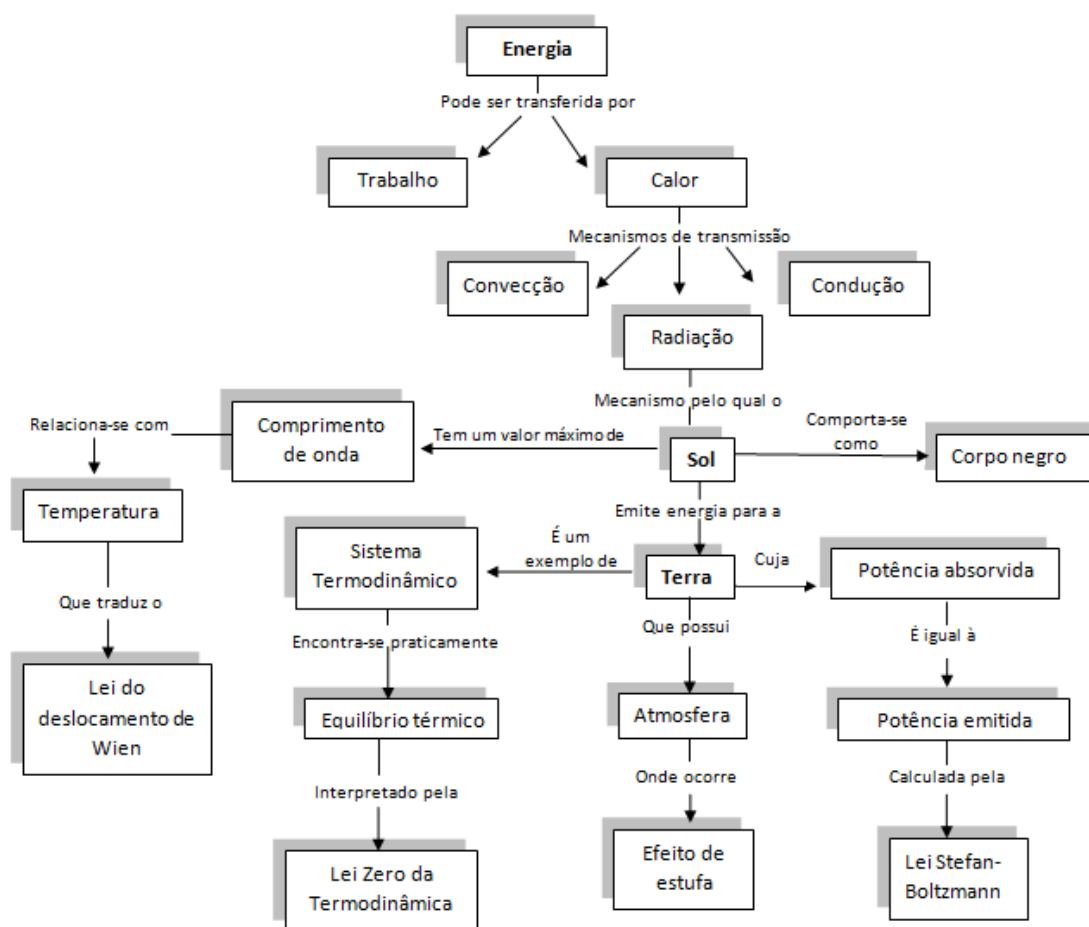 Energia
Pode ser transferida por
Trabalho
Calor
Mecanismos de transmissão
Convecção
Condução
Radiação
Mecanismo pelo qual o
Relaciona-se com
Comprimento
de onda
Tem um valor máximo de
Sol
Comporta-se
como
Corpo negro
Temperatura
Emite energia para a
Sistema
Termodinâmico
É um
exemplo de
Terra
Cuja
Potência absorvida
Que traduz o
Encontra-se praticamente
Que possui
É igual à
Lei do
deslocamento de
Wien
Equilíbrio térmico
Atmosfera
Potência emitida
Interpretado pela
Onde ocorre
Calculada pela
Lei Zero da
Termodinâmica
Efeito de
estufa
Lei Stefan-
Boltzmann